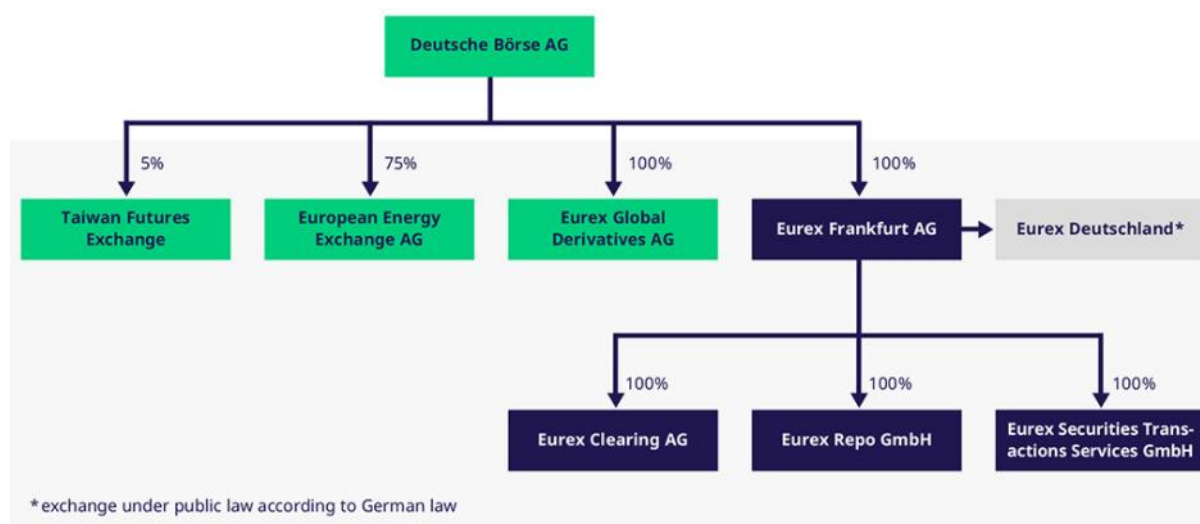 Deutsche Börse AG
5%
75%
100%
100%
Taiwan Futures
Exchange
European Energy
Exchange AG
Eurex Global
Derivatives AG
Eurex Frankfurt AG
Eurex Deutschland*
100%
100%
100%
Eurex Clearing AG
Eurex Repo GmbH
Eurex Securities Trans-
actions Services GmbH
*exchange under public law according to German law